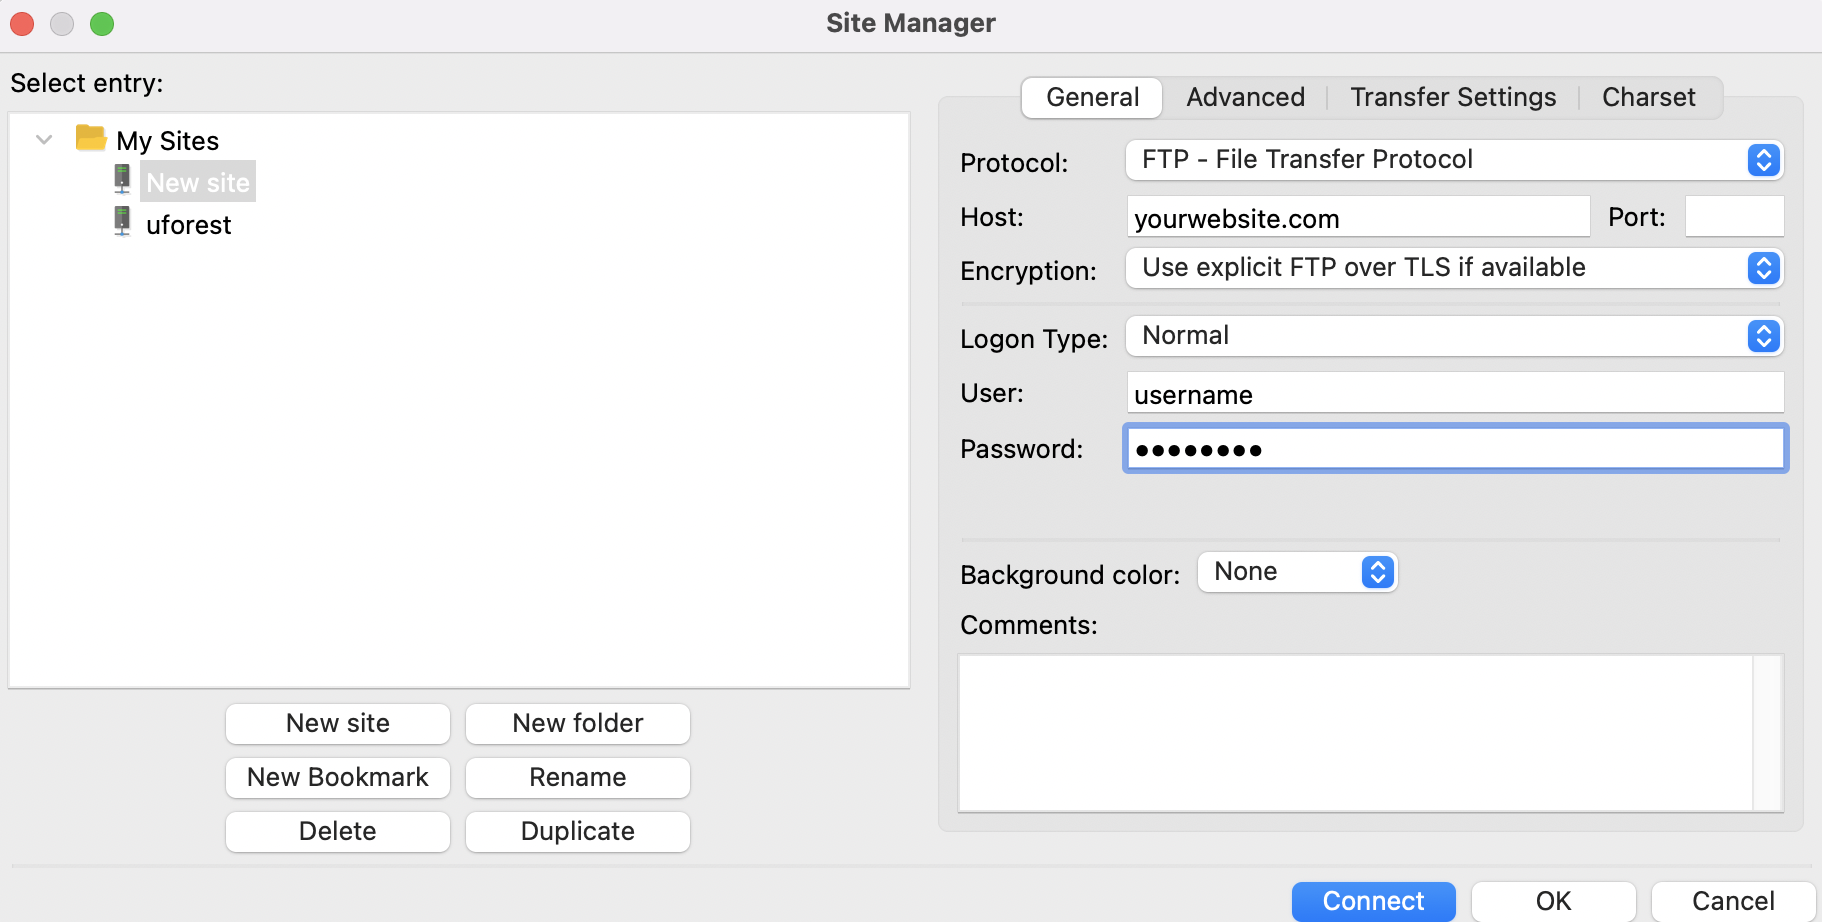 Site Manager
Select entry:
My Sites
New site
uforest
New site
New folder
New Bookmark
Rename
Delete
Duplicate
General
Advanced
Transfer Settings
Charset
Protocol:
FTP - File Transfer Protocol
Host:
yourwebsite.com
Port:
Encryption:
Use explicit FTP over TLS if available
Logon Type:
Normal
User:
username
Password:
••••••••
Background color:
None
Comments:
Connect
OK
Cancel